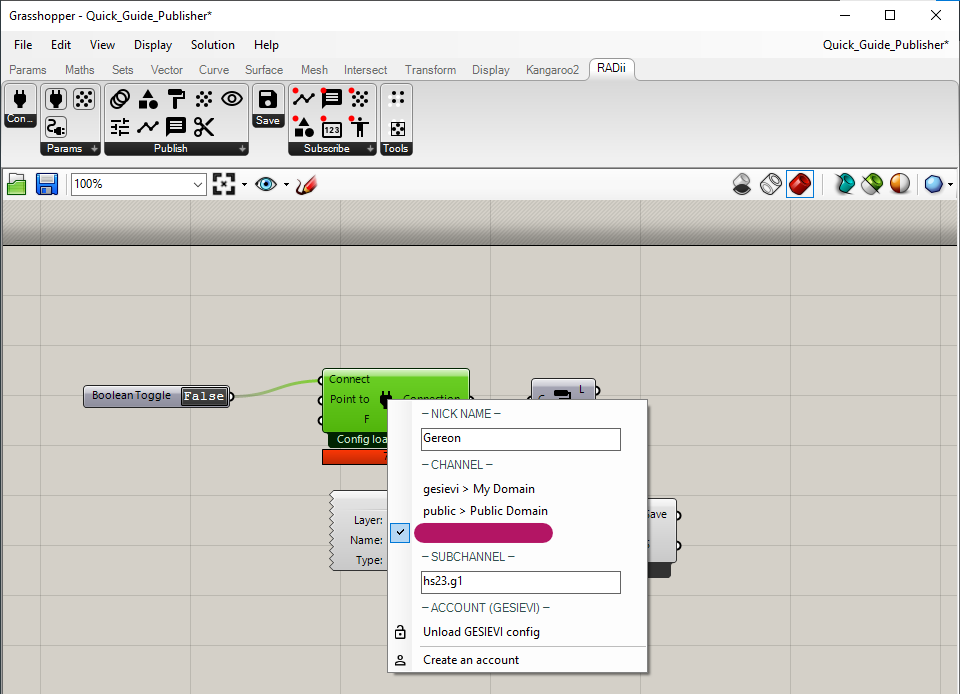 Grasshopper - Quick_Guide_Publisher*
File Edit View Display Solution Help Quick_Guide_Publisher*
Params Maths Sets Vector Curve Surface Mesh Intersect Transform Display Kangaroo2 RADii
123
Con... Save
Params Publish Subscribe Tools
100%
Connect
L
Boolean Toggle False Point to Connection
C
F
— NICK NAME —
Config loa
Gereon
— CHANNEL —
gesievi > My Domain
public > Public Domain
Layer: Save
Name:
— SUBCHANNEL —
Type:
hs23.g1
— ACCOUNT (GESIEVI) —
Unload GESIEVI config
Create an account